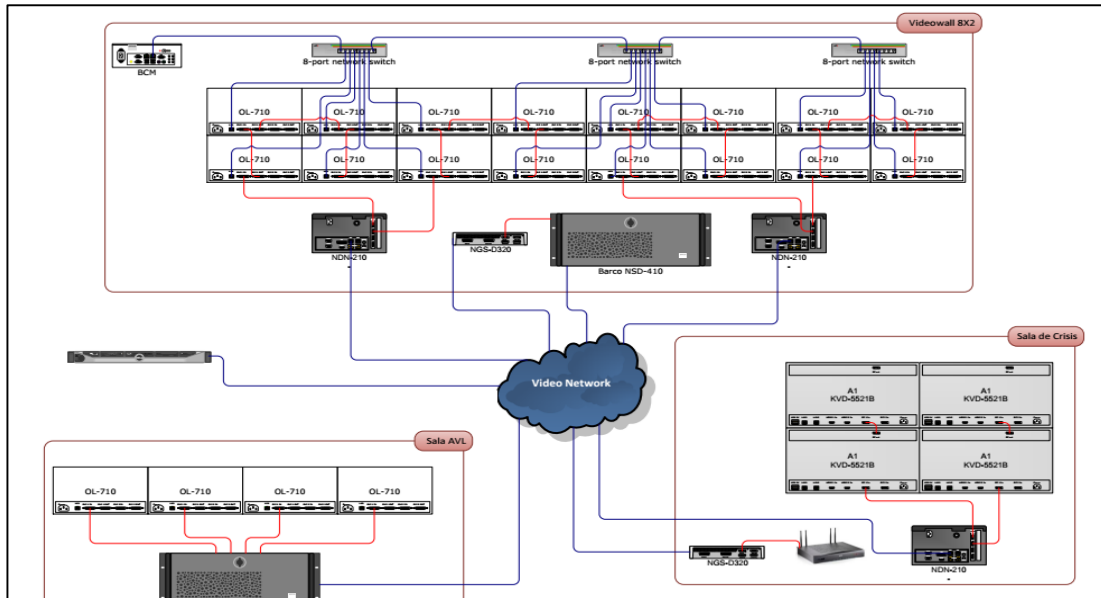 Videowall 8X2
BCM
8-port network switch
8-port network switch
8-port network switch
OL-710 OL-710 OL-710 OL-710 OL-710 OL-710 OL-710 OL-710
OL-710 OL-710 OL-710 OL-710 OL-710 OL-710 OL-710 OL-710
NDN-210
-
NGS-D320
Barco NSD-410
NDN-210
-
Video Network
Sala de Crisis
A1
KVD-5521B
A1
KVD-5521B
A1
KVD-5521B
A1
KVD-5521B
NGS-D320
NDN-210
-
Sala AVL
OL-710 OL-710 OL-710 OL-710